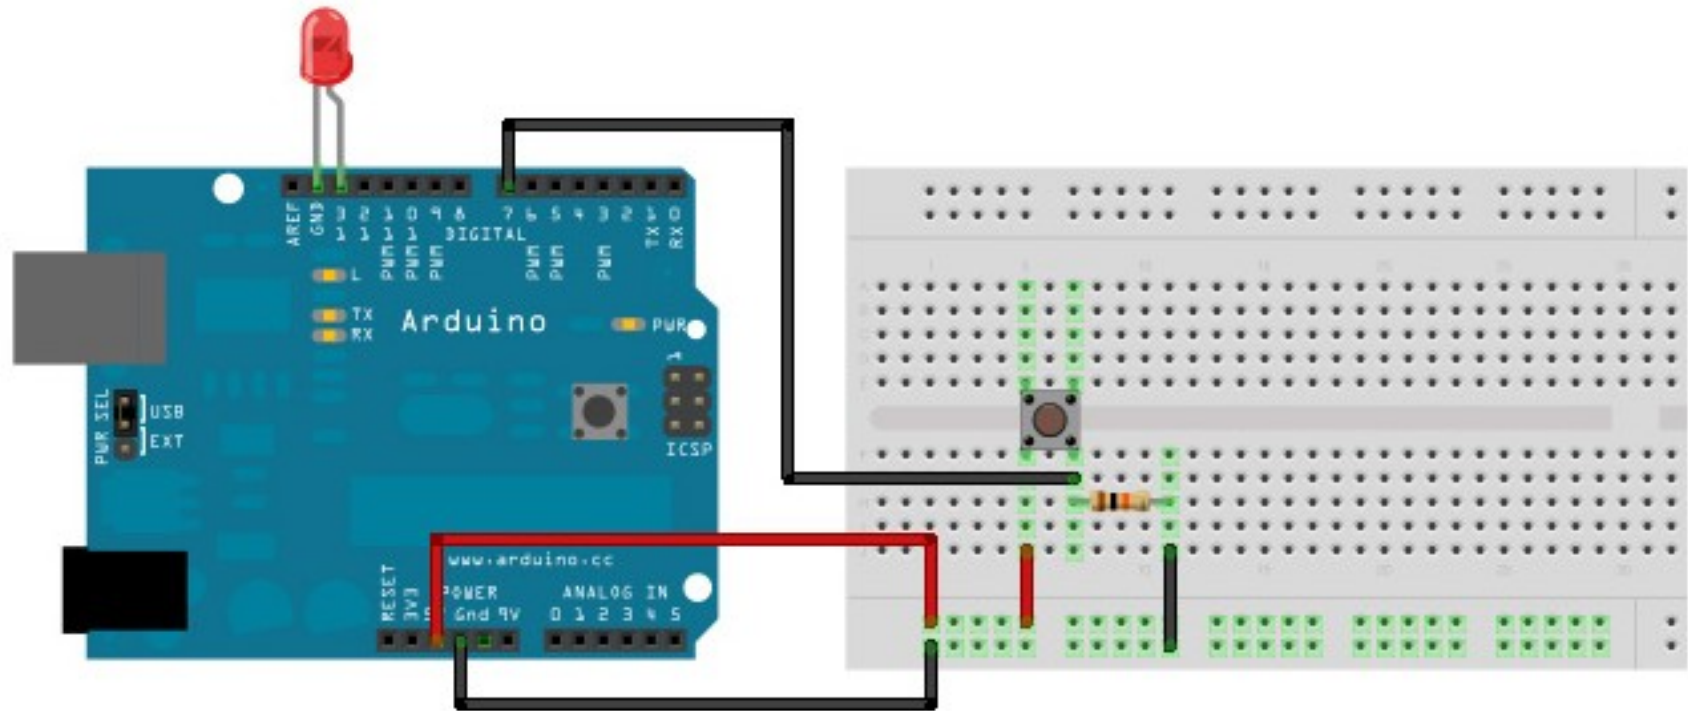 AREF
GND
13
12
11
10
9
8
7
6
5
4
3
2
TX 1
RX 0
DIGITAL
PWM
PWM
PWM
PWM
PWM
PWM
L
TX
RX
Arduino
PWR
1
ICSP
PWR SEL
USB
EXT
www.arduino.cc
POWER
ANALOG IN
RESET
3V3
Gnd
9V
0 1 2 3 4 5